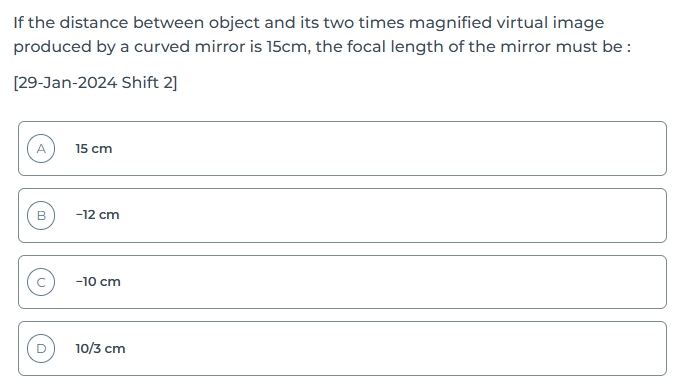 If the distance between object and its two times magnified virtual image
produced by a curved mirror is 15cm, the focal length of the mirror must be :
[29-Jan-2024 Shift 2]
A 15 cm
B −12 cm
C −10 cm
D 10/3 cm